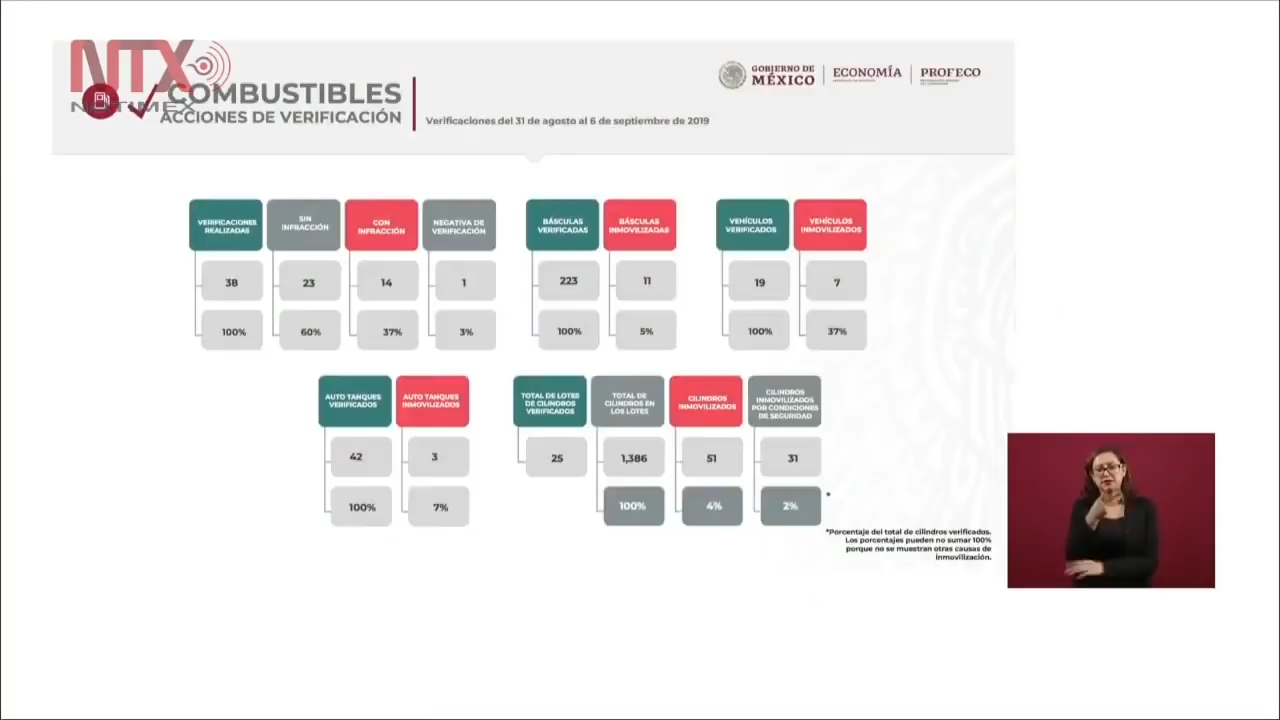 NTX
NOTIMEX
COMBUSTIBLES
ACCIONES DE VERIFICACIÓN
Verificaciones del 31 de agosto al 6 de septiembre de 2019
GOBIERNO DE
MÉXICO
ECONOMÍA
PROFECO
VERIFICACIONES
REALIZADAS
38
100%
SIN
INFRACCIÓN
23
60%
CON
INFRACCIÓN
14
37%
NEGATIVA DE
VERIFICACIÓN
1
3%
BÁSCULAS
VERIFICADAS
223
100%
BÁSCULAS
INMOVILIZADAS
11
5%
VEHÍCULOS
VERIFICADOS
19
100%
VEHÍCULOS
INMOVILIZADOS
7
37%
AUTO TANQUES
VERIFICADOS
42
100%
AUTO TANQUES
INMOVILIZADOS
3
7%
TOTAL DE LOTES
DE CILINDROS
VERIFICADOS
25
TOTAL DE
CILINDROS EN
LOS LOTES
1,386
100%
CILINDROS
INMOVILIZADOS
51
4%
CILINDROS
INMOVILIZADOS
POR CONDICIONES
DE SEGURIDAD
31
2%
*
*Porcentaje del total de cilindros verificados.
Los porcentajes pueden no sumar 100%
porque no se muestran otras causas de
inmovilización.